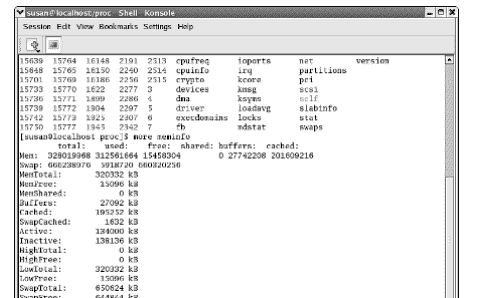 susan@localhost:/proc - Shell - Konsole
Session Edit View Bookmarks Settings Help
15639 15764 16148 2191 2513 cpufreq ioports net version
15648 15765 16150 2240 2514 cpuinfo irq partitions
15701 15769 16186 2256 2515 crypto kcore pci
15733 15770 1622 2277 3 devices kmsg scsi
15736 15771 1899 2286 4 dma ksyms self
15739 15772 1904 2297 5 driver loadavg slabinfo
15742 15773 1925 2307 6 execdomains locks stat
15750 15777 1943 2342 7 fb mdstat swaps
[susan@localhost proc]$ more meminfo
total: used: free: shared: buffers: cached:
Mem: 328019968 312561664 15458304 0 27742208 201609216
Swap: 666238976 5918720 660320256
MemTotal: 320332 kB
MemFree: 15096 kB
MemShared: 0 kB
Buffers: 27092 kB
Cached: 195252 kB
SwapCached: 1632 kB
Active: 134000 kB
Inactive: 138136 kB
HighTotal: 0 kB
HighFree: 0 kB
LowTotal: 320332 kB
LowFree: 15096 kB
SwapTotal: 650624 kB
SwapFree: 644844 kB